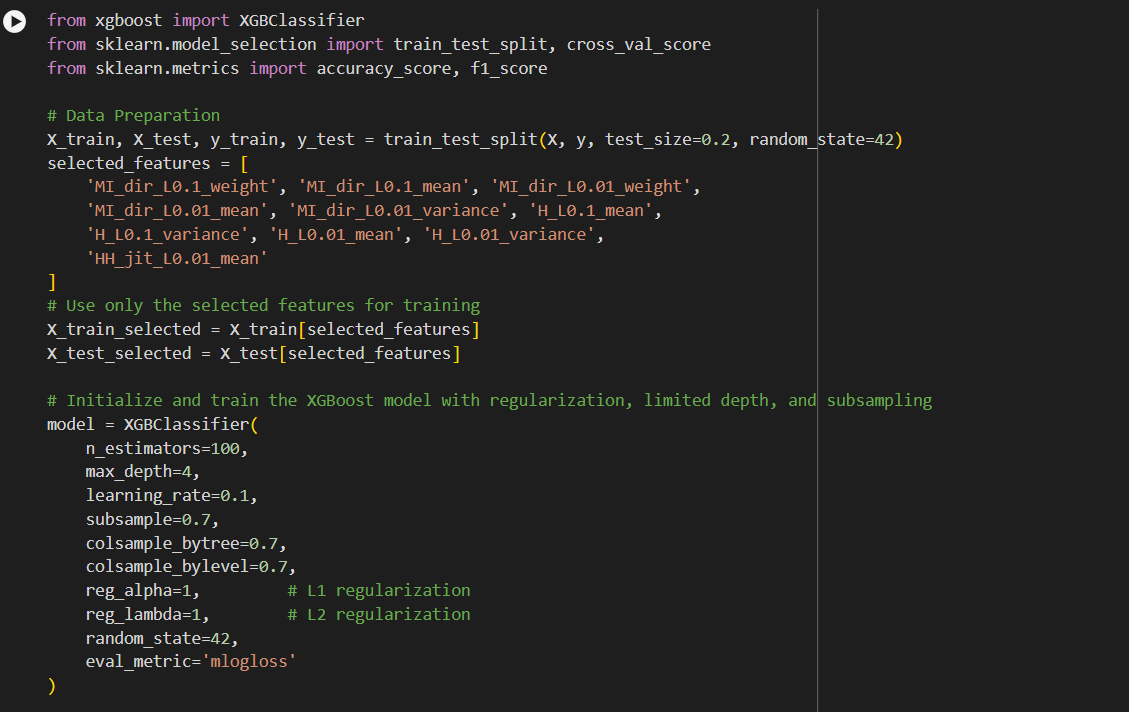 from xgboost import XGBClassifier
from sklearn.model_selection import train_test_split, cross_val_score
from sklearn.metrics import accuracy_score, f1_score
# Data Preparation
X_train, X_test, y_train, y_test = train_test_split(X, y, test_size=0.2, random_state=42)
selected_features = [
    'MI_dir_L0.1_weight', 'MI_dir_L0.1_mean', 'MI_dir_L0.01_weight',
    'MI_dir_L0.01_mean', 'MI_dir_L0.01_variance', 'H_L0.1_mean',
    'H_L0.1_variance', 'H_L0.01_mean', 'H_L0.01_variance',
    'HH_jit_L0.01_mean'
]
# Use only the selected features for training
X_train_selected = X_train[selected_features]
X_test_selected = X_test[selected_features]
# Initialize and train the XGBoost model with regularization, limited depth, and subsampling
model = XGBClassifier(
    n_estimators=100,
    max_depth=4,
    learning_rate=0.1,
    subsample=0.7,
    colsample_bytree=0.7,
    colsample_bylevel=0.7,
    reg_alpha=1,         # L1 regularization
    reg_lambda=1,        # L2 regularization
    random_state=42,
    eval_metric='mlogloss'
)